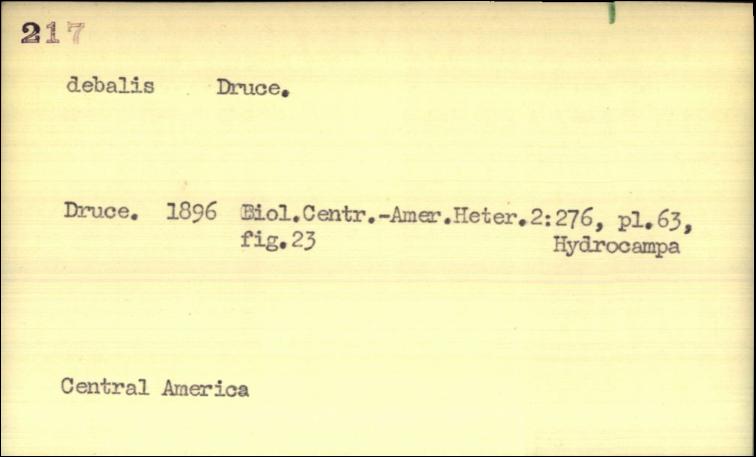 217
debalis Druce.
Druce. 1896 Biol.Centr.-Amer.Heter.2:276, pl.63,
fig.23 Hydrocampa
Central America